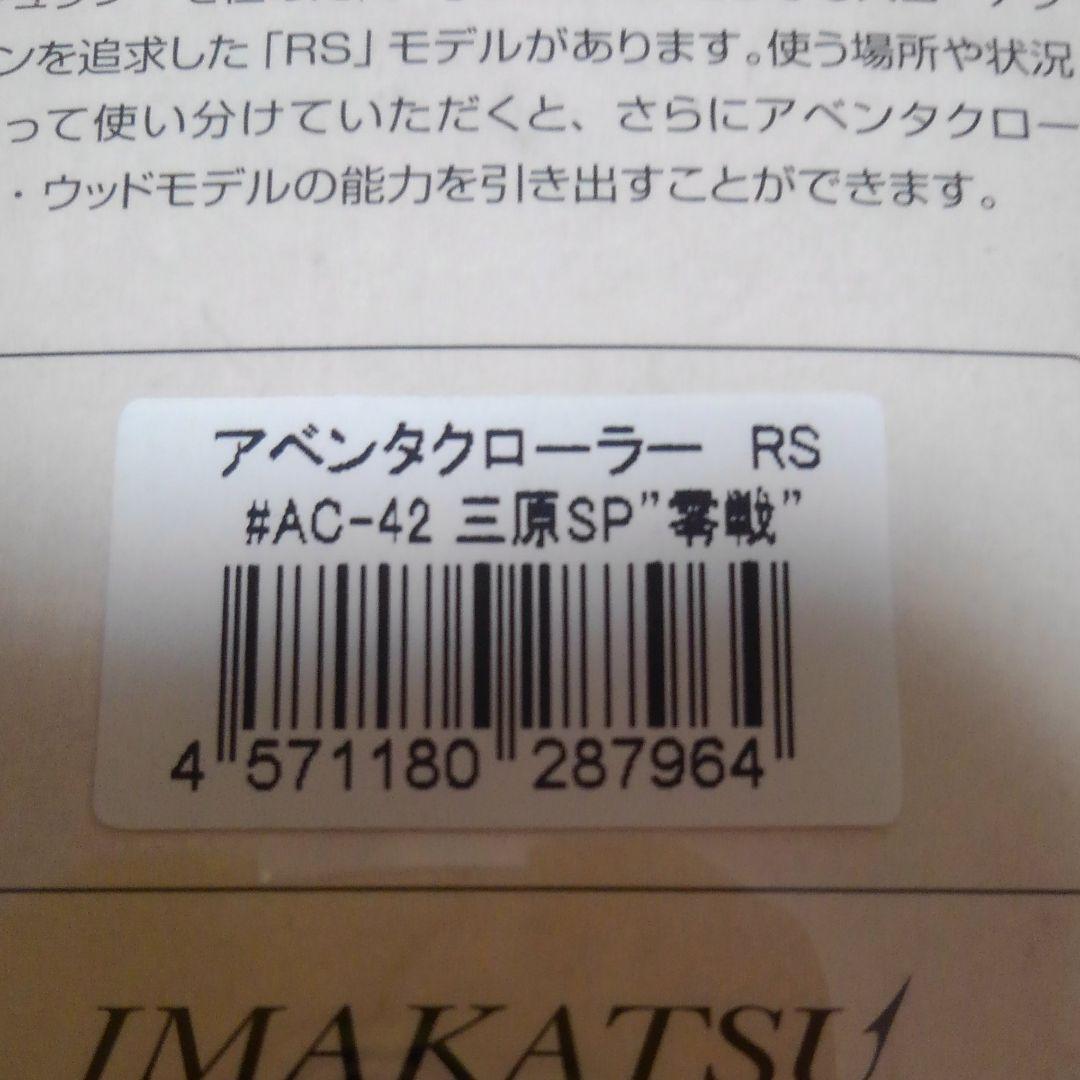 ンを追求した「RS」モデルがあります。使う場所や状況
って使い分けていただくと、さらにアベンタクロー
・ウッドモデルの能力を引き出すことができます。
アベンタクローラー RS
#AC-42 三原SP"零戦"
4 571180 287964
IMAKATSU